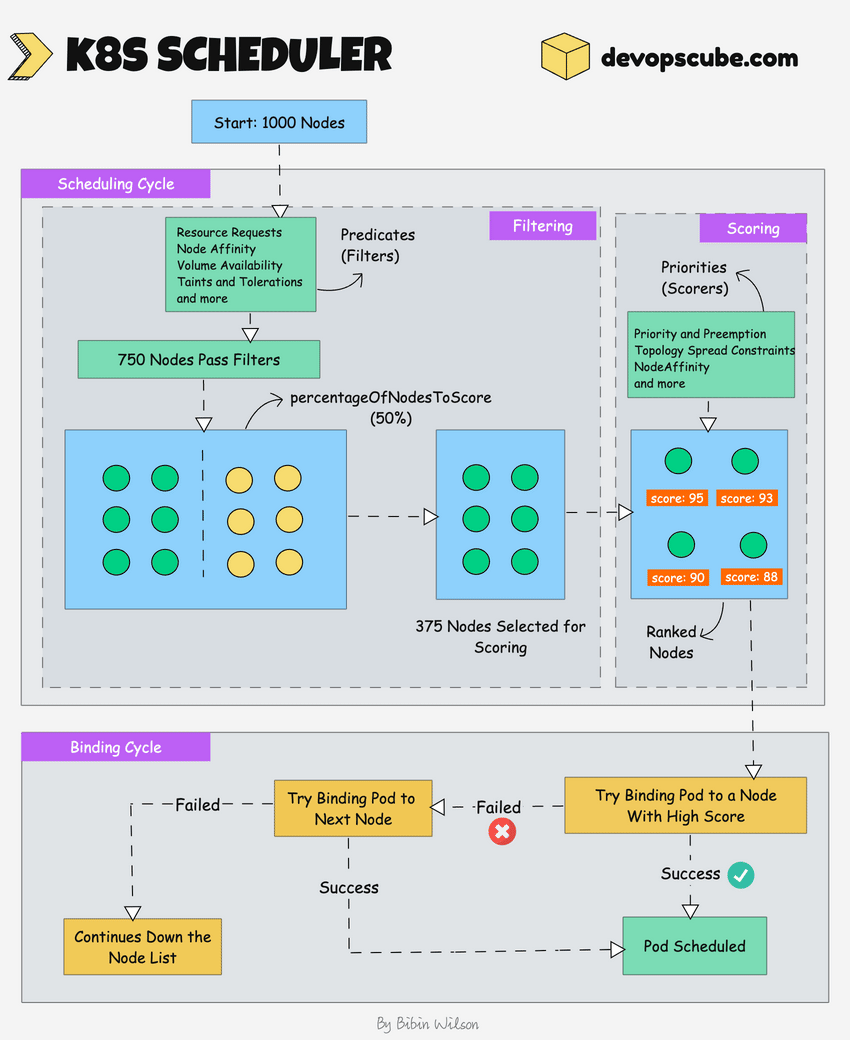 K8S SCHEDULER
devopscube.com
Start: 1000 Nodes
Scheduling Cycle
Filtering
Resource Requests
Node Affinity
Volume Availability
Taints and Tolerations
and more
Predicates
(Filters)
750 Nodes Pass Filters
percentageOfNodesToScore
(50%)
375 Nodes Selected for
Scoring
Scoring
Priorities
(Scorers)
Priority and Preemption
Topology Spread Constraints
NodeAffinity
and more
score: 95
score: 93
score: 90
score: 88
Ranked
Nodes
Binding Cycle
Try Binding Pod to a Node
With High Score
Failed
Try Binding Pod to
Next Node
Failed
Success
Success
Continues Down the
Node List
Pod Scheduled
By Bibin Wilson